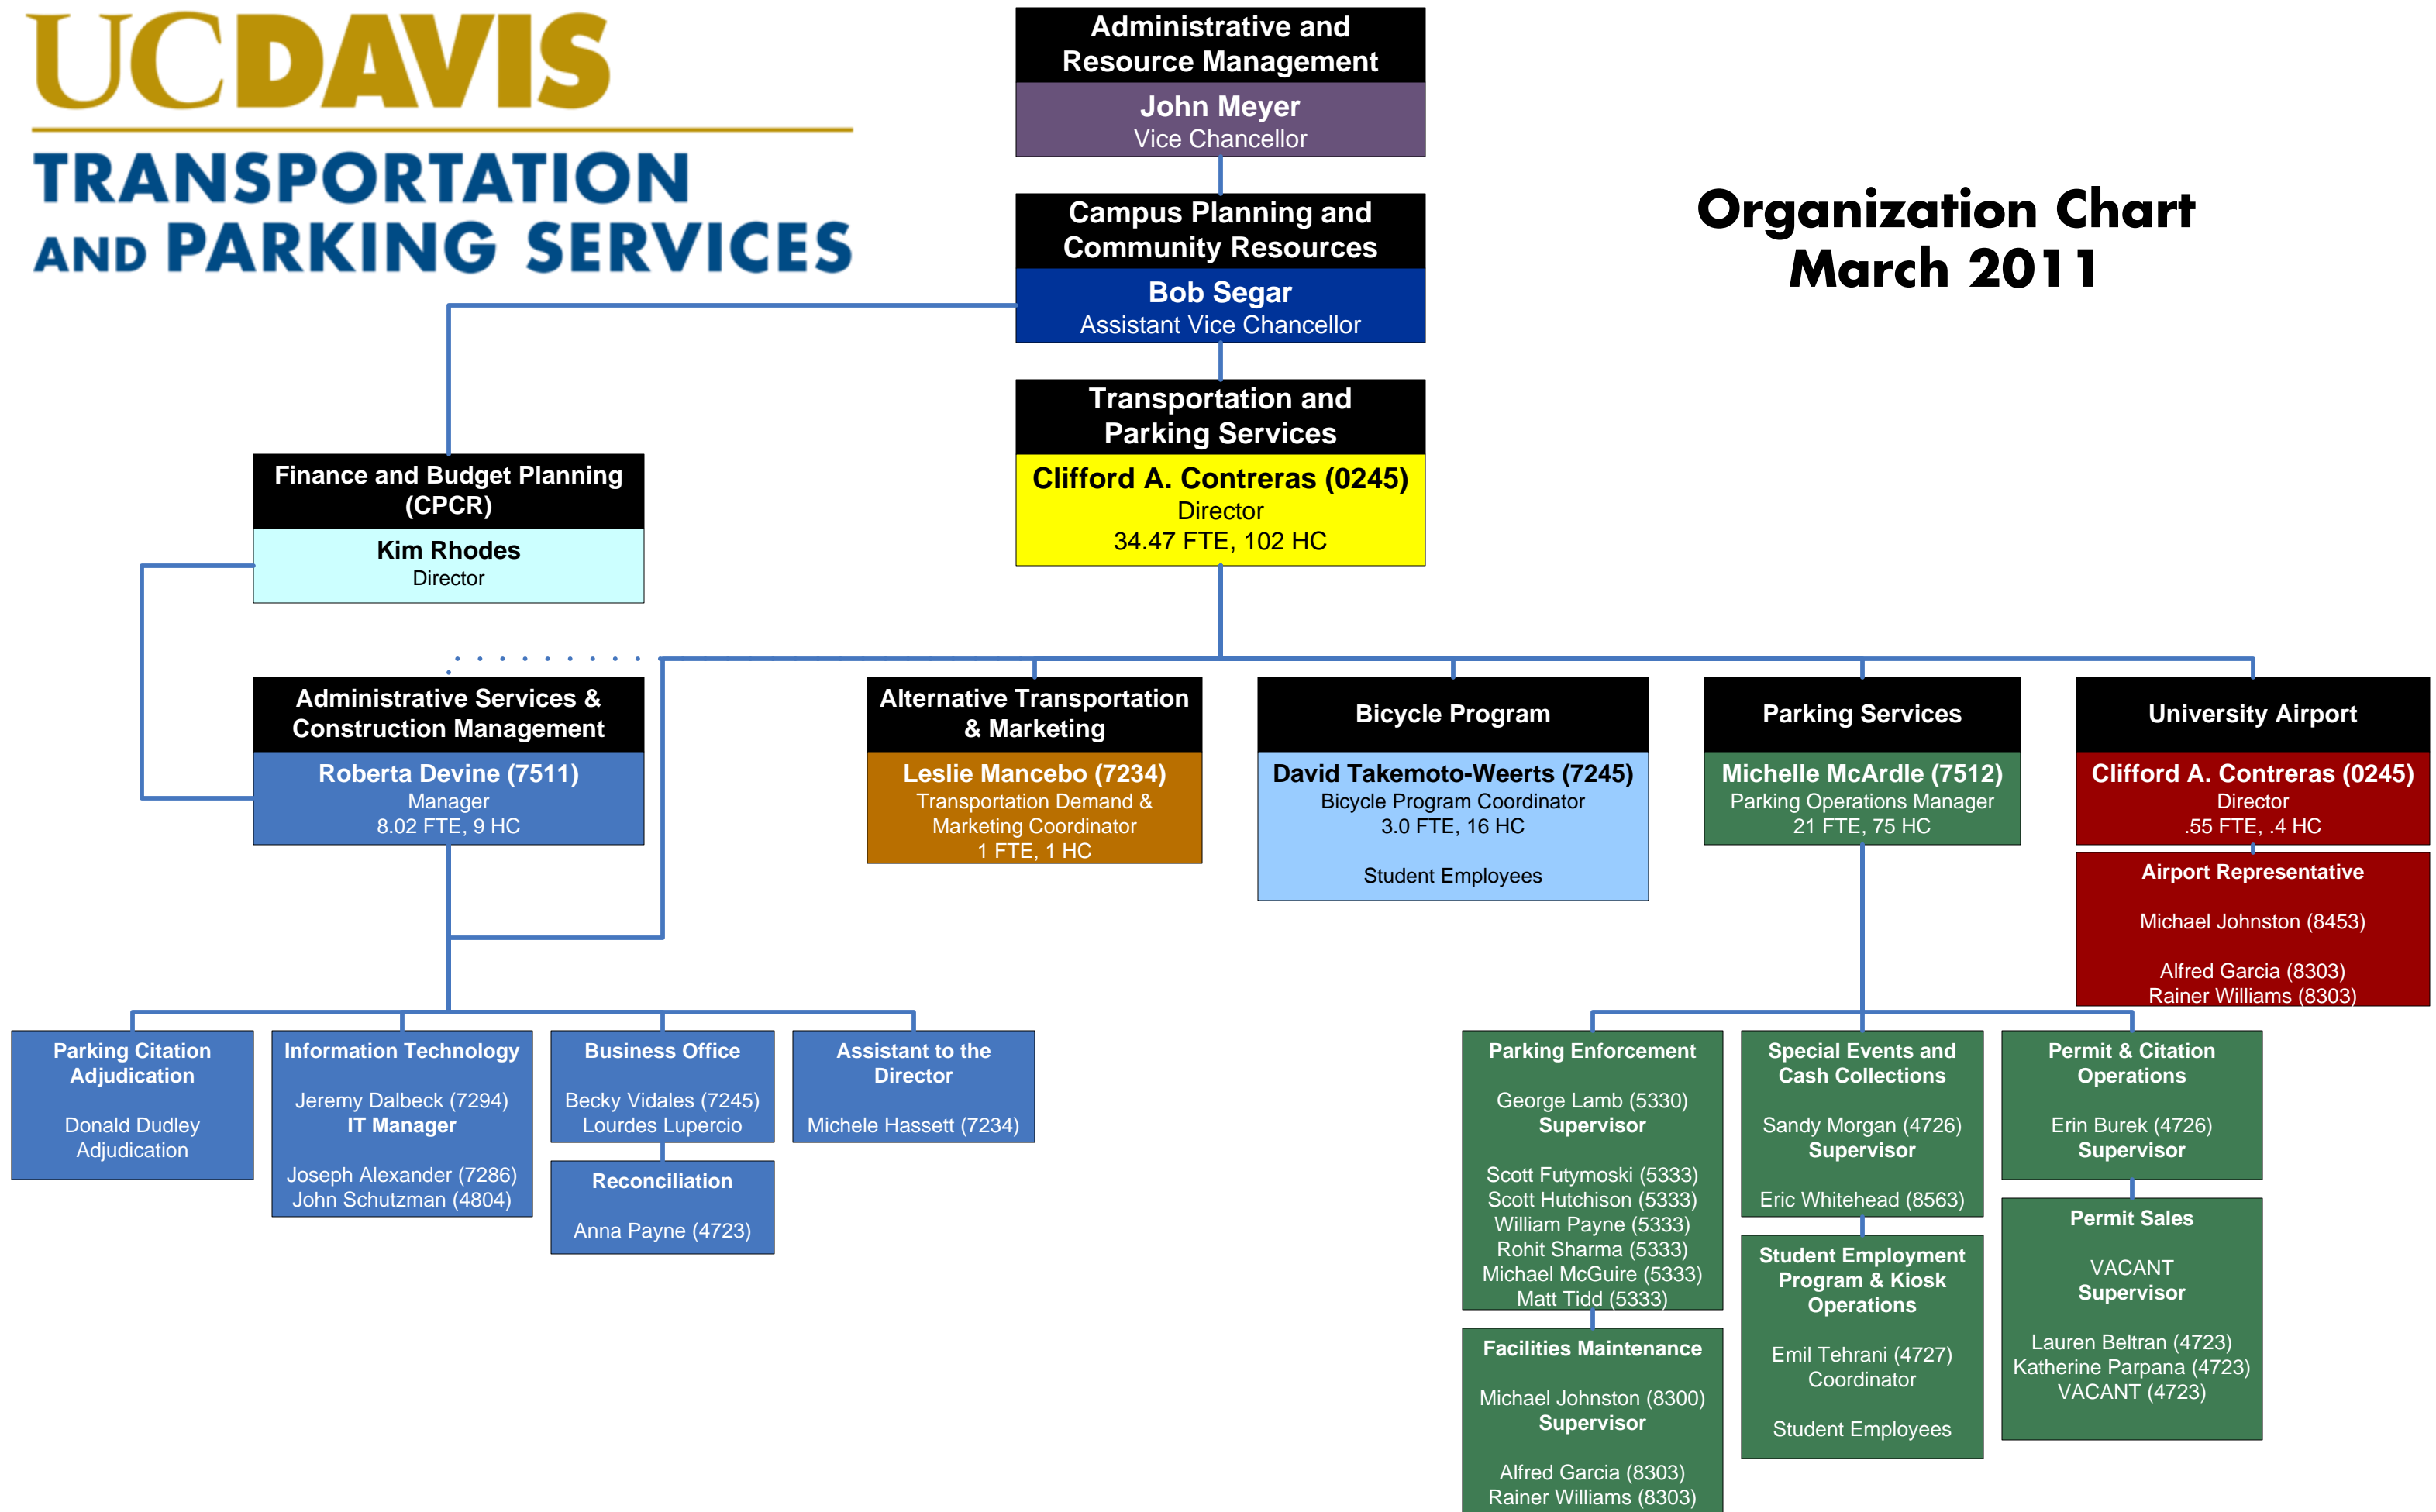 UCDAVIS
TRANSPORTATION
AND PARKING SERVICES
Organization Chart
March 2011
Administrative and
Resource Management
John Meyer
Vice Chancellor
Campus Planning and
Community Resources
Bob Segar
Assistant Vice Chancellor
Transportation and
Parking Services
Clifford A. Contreras (0245)
Director
34.47 FTE, 102 HC
Finance and Budget Planning
(CPCR)
Kim Rhodes
Director
Administrative Services &
Construction Management
Roberta Devine (7511)
Manager
8.02 FTE, 9 HC
Alternative Transportation
& Marketing
Leslie Mancebo (7234)
Transportation Demand &
Marketing Coordinator
1 FTE, 1 HC
Bicycle Program
David Takemoto-Weerts (7245)
Bicycle Program Coordinator
3.0 FTE, 16 HC
Student Employees
Parking Services
Michelle McArdle (7512)
Parking Operations Manager
21 FTE, 75 HC
University Airport
Clifford A. Contreras (0245)
Director
.55 FTE, .4 HC
Airport Representative
Michael Johnston (8453)
Alfred Garcia (8303)
Rainer Williams (8303)
Parking Citation
Adjudication
Donald Dudley
Adjudication
Information Technology
Jeremy Dalbeck (7294)
IT Manager
Joseph Alexander (7286)
John Schutzman (4804)
Business Office
Becky Vidales (7245)
Lourdes Lupercio
Reconciliation
Anna Payne (4723)
Assistant to the
Director
Michele Hassett (7234)
Parking Enforcement
George Lamb (5330)
Supervisor
Scott Futymoski (5333)
Scott Hutchison (5333)
William Payne (5333)
Rohit Sharma (5333)
Michael McGuire (5333)
Matt Tidd (5333)
Facilities Maintenance
Michael Johnston (8300)
Supervisor
Alfred Garcia (8303)
Rainer Williams (8303)
Special Events and
Cash Collections
Sandy Morgan (4726)
Supervisor
Eric Whitehead (8563)
Student Employment
Program & Kiosk
Operations
Emil Tehrani (4727)
Coordinator
Student Employees
Permit & Citation
Operations
Erin Burek (4726)
Supervisor
Permit Sales
VACANT
Supervisor
Lauren Beltran (4723)
Katherine Parpana (4723)
VACANT (4723)